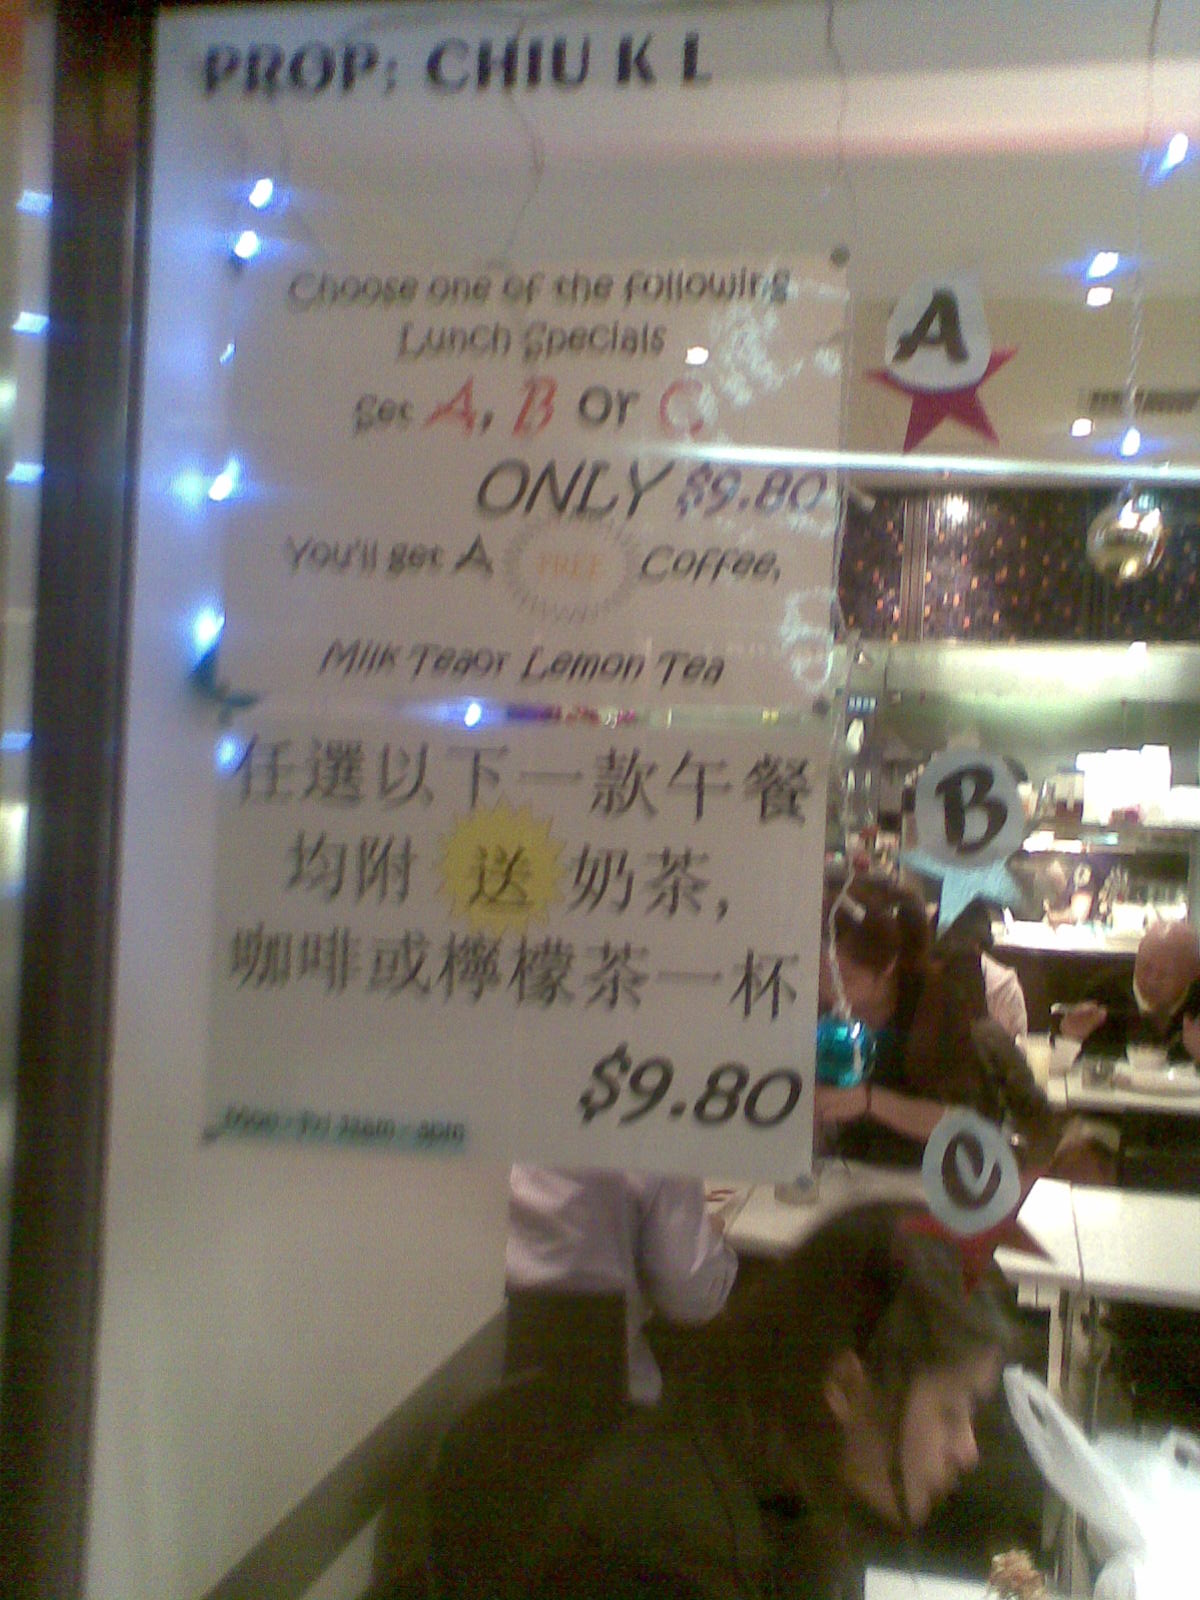 PROP: CHIU K L
Choose one of the following
Lunch Specials
get A, B or C
ONLY $9.80
You'll get A FREE Coffee,
Milk Teaor Lemon Tea
任選以下一款午餐
均附 送 奶茶,
咖啡或檸檬茶一杯
$9.80
Mon - Fri
A
B
C